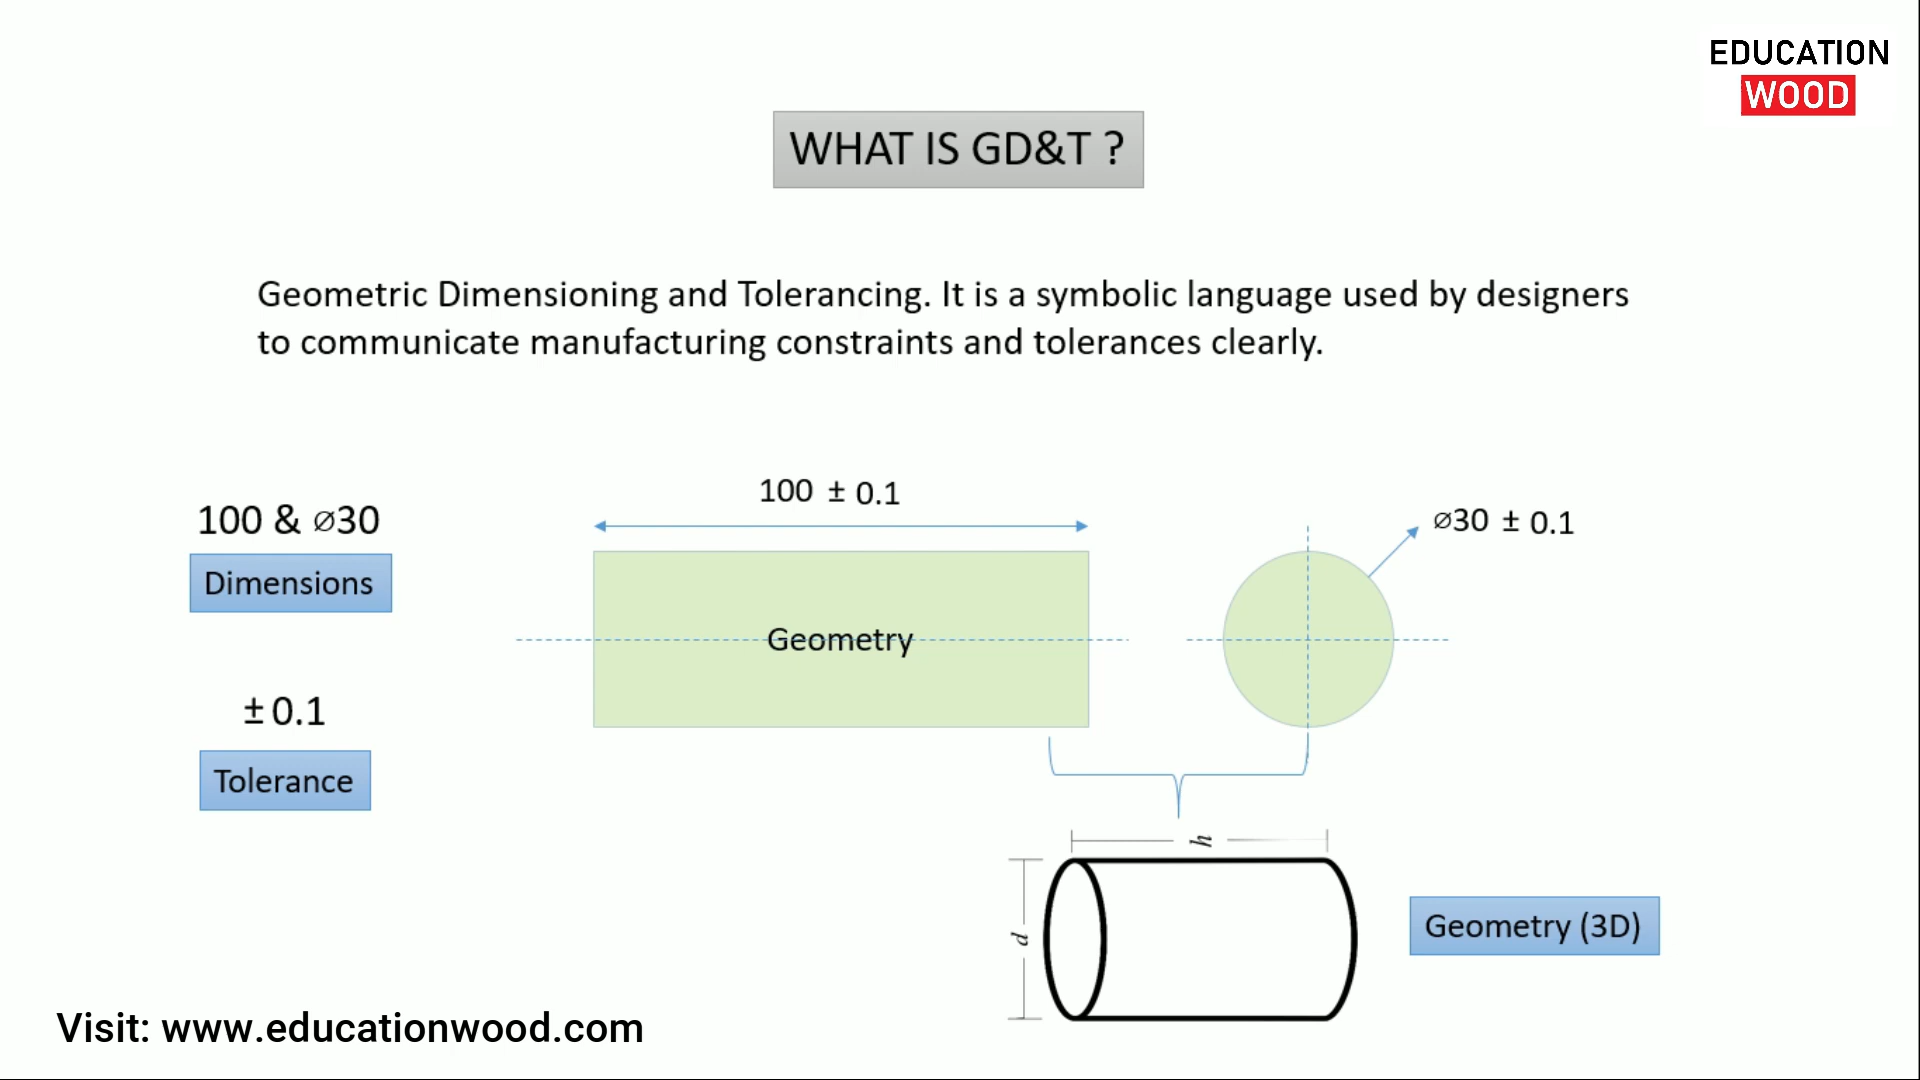 EDUCATION
WOOD
WHAT IS GD&T ?
Geometric Dimensioning and Tolerancing. It is a symbolic language used by designers
to communicate manufacturing constraints and tolerances clearly.
100 & ⌀30
Dimensions
± 0.1
Tolerance
100 ± 0.1
Geometry
⌀30 ± 0.1
h
d
Geometry (3D)
Visit: www.educationwood.com